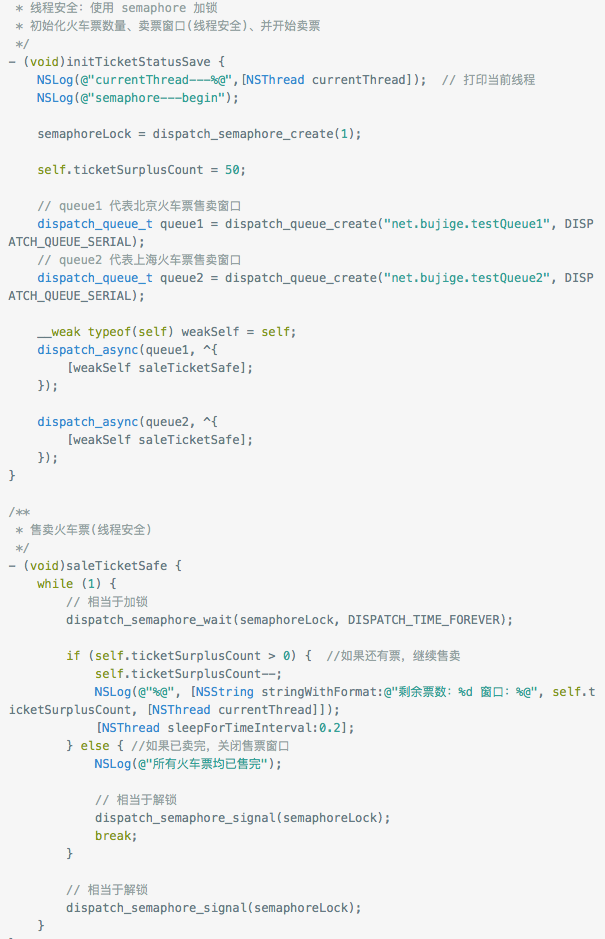 * 线程安全：使用 semaphore 加锁
* 初始化火车票数量、卖票窗口(线程安全)、并开始卖票
*/
- (void)initTicketStatusSave {
NSLog(@"currentThread---%@",[NSThread currentThread]);  // 打印当前线程
NSLog(@"semaphore---begin");
semaphoreLock = dispatch_semaphore_create(1);
self.ticketSurplusCount = 50;
// queue1 代表北京火车票售卖窗口
dispatch_queue_t queue1 = dispatch_queue_create("net.bujige.testQueue1", DISP
ATCH_QUEUE_SERIAL);
// queue2 代表上海火车票售卖窗口
dispatch_queue_t queue2 = dispatch_queue_create("net.bujige.testQueue2", DISP
ATCH_QUEUE_SERIAL);
__weak typeof(self) weakSelf = self;
dispatch_async(queue1, ^{
[weakSelf saleTicketSafe];
});
dispatch_async(queue2, ^{
[weakSelf saleTicketSafe];
});
}
/**
* 售卖火车票(线程安全)
*/
- (void)saleTicketSafe {
while (1) {
// 相当于加锁
dispatch_semaphore_wait(semaphoreLock, DISPATCH_TIME_FOREVER);
if (self.ticketSurplusCount > 0) {  //如果还有票，继续售卖
self.ticketSurplusCount--;
NSLog(@"%@", [NSString stringWithFormat:@"剩余票数：%d 窗口：%@", self.t
icketSurplusCount, [NSThread currentThread]]);
[NSThread sleepForTimeInterval:0.2];
} else { //如果已卖完，关闭售票窗口
NSLog(@"所有火车票均已售完");
// 相当于解锁
dispatch_semaphore_signal(semaphoreLock);
break;
}
// 相当于解锁
dispatch_semaphore_signal(semaphoreLock);
}